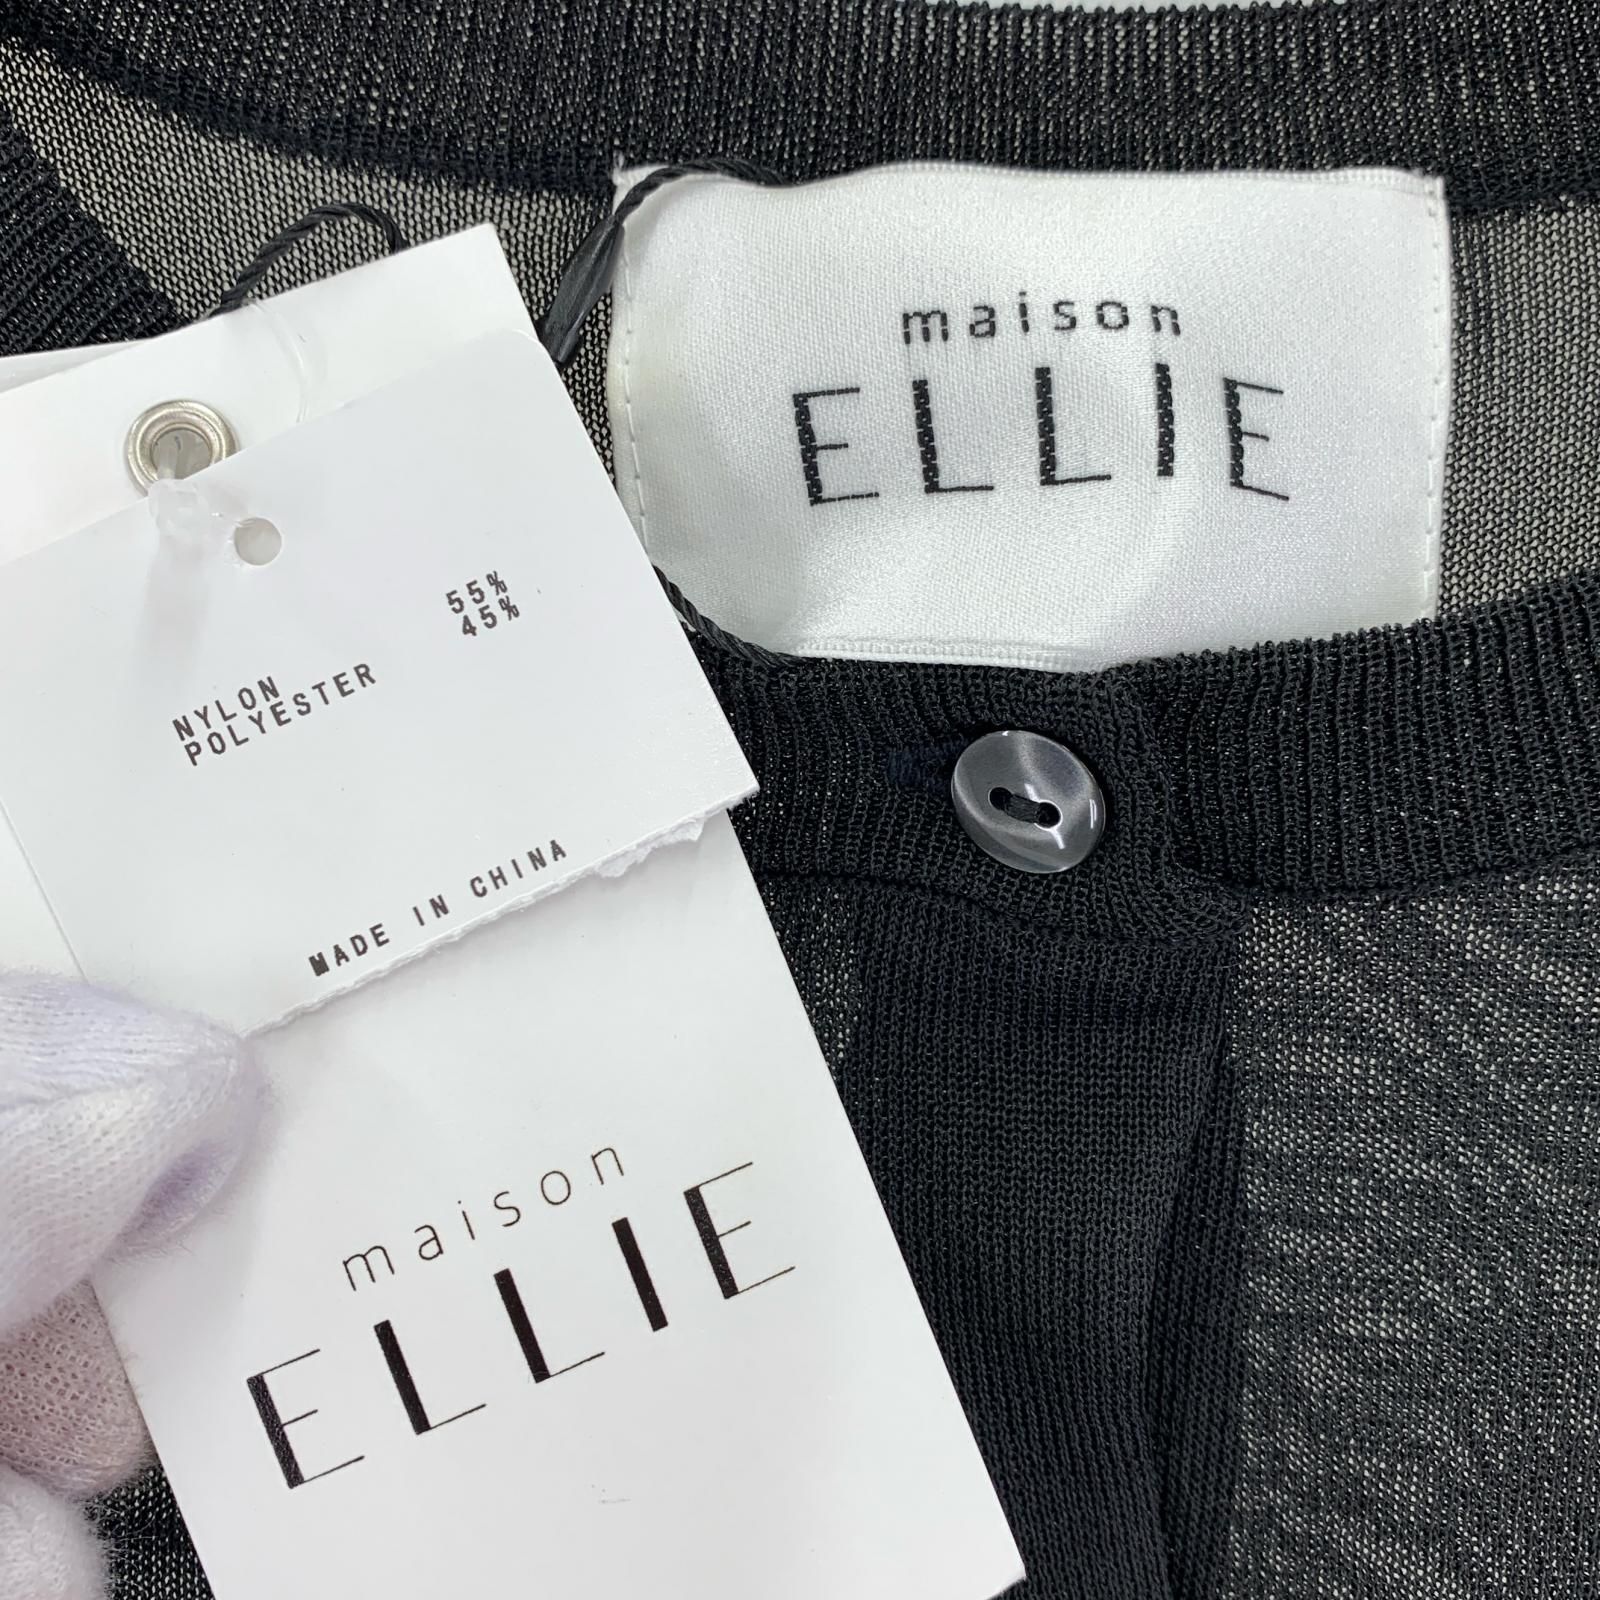 maison
ELLIE
55%
45%
NYLON
POLYESTER
MADE IN CHINA
maison
ELLIE